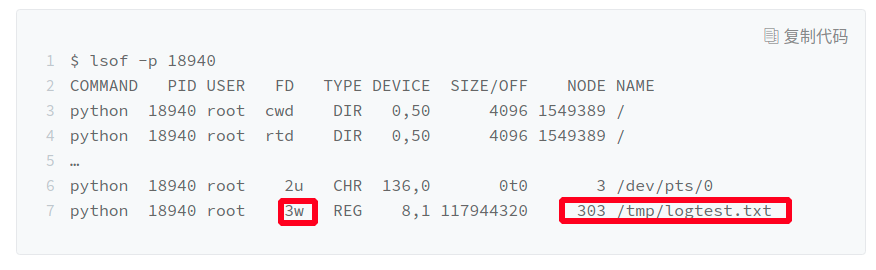 复制代码
1 $ lsof -p 18940
2 COMMAND PID USER FD TYPE DEVICE SIZE/OFF NODE NAME
3 python 18940 root cwd DIR 0,50 4096 1549389 /
4 python 18940 root rtd DIR 0,50 4096 1549389 /
5 …
6 python 18940 root 2u CHR 136,0 0t0 3 /dev/pts/0
7 python 18940 root 3w REG 8,1 117944320 303 /tmp/logtest.txt